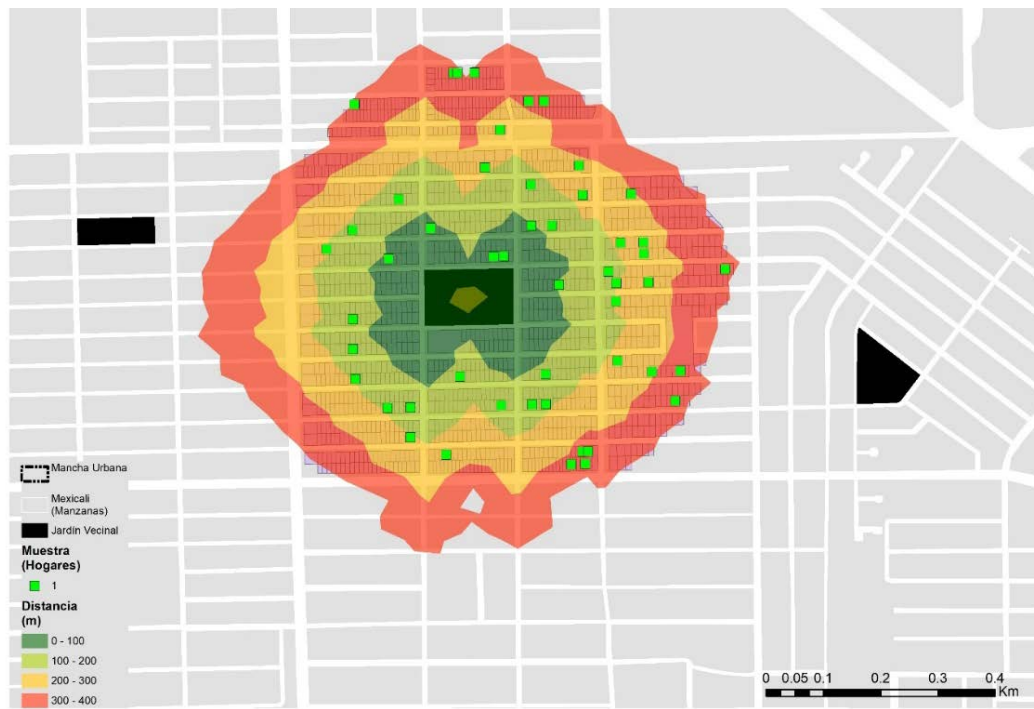 Mancha Urbana
Mexicali
(Manzanas)
Jardín Vecinal
Muestra
(Hogares)
1
Distancia
(m)
0 - 100
100 - 200
200 - 300
300 - 400
0 0.05 0.1 0.2 0.3 0.4
Km